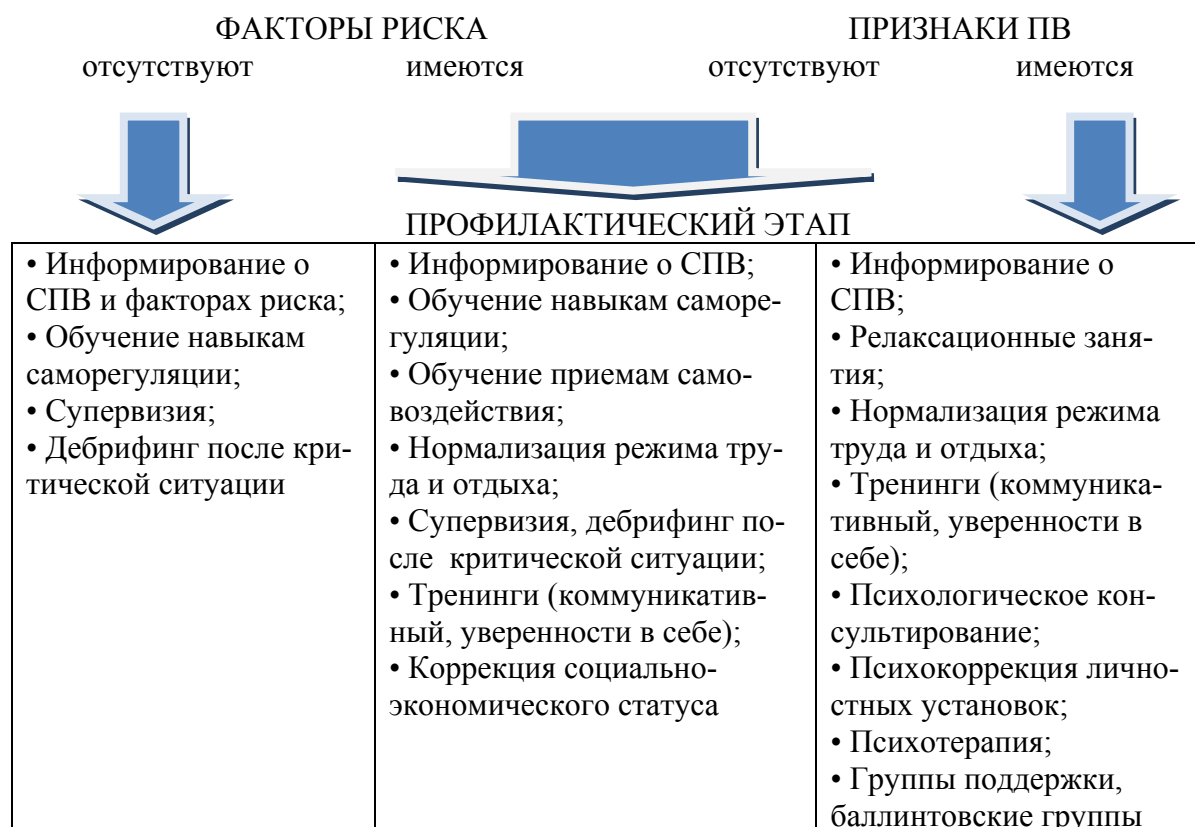 ФАКТОРЫ РИСКА ПРИЗНАКИ ПВ
отсутствуют имеются отсутствуют имеются
ПРОФИЛАКТИЧЕСКИЙ ЭТАП
• Информирование о
СПВ и факторах риска;
• Обучение навыкам
саморегуляции;
• Супервизия;
• Дебрифинг после кри-
тической ситуации
• Информирование о СПВ;
• Обучение навыкам саморе-
гуляции;
• Обучение приемам само-
воздействия;
• Нормализация режима тру-
да и отдыха;
• Супервизия, дебрифинг по-
сле критической ситуации;
• Тренинги (коммуникатив-
ный, уверенности в себе);
• Коррекция социально-
экономического статуса
• Информирование о
СПВ;
• Релаксационные заня-
тия;
• Нормализация режима
труда и отдыха;
• Тренинги (коммуника-
тивный, уверенности в
себе);
• Психологическое кон-
сультирование;
• Психокоррекция лично-
стных установок;
• Психотерапия;
• Группы поддержки,
баллинтовские группы